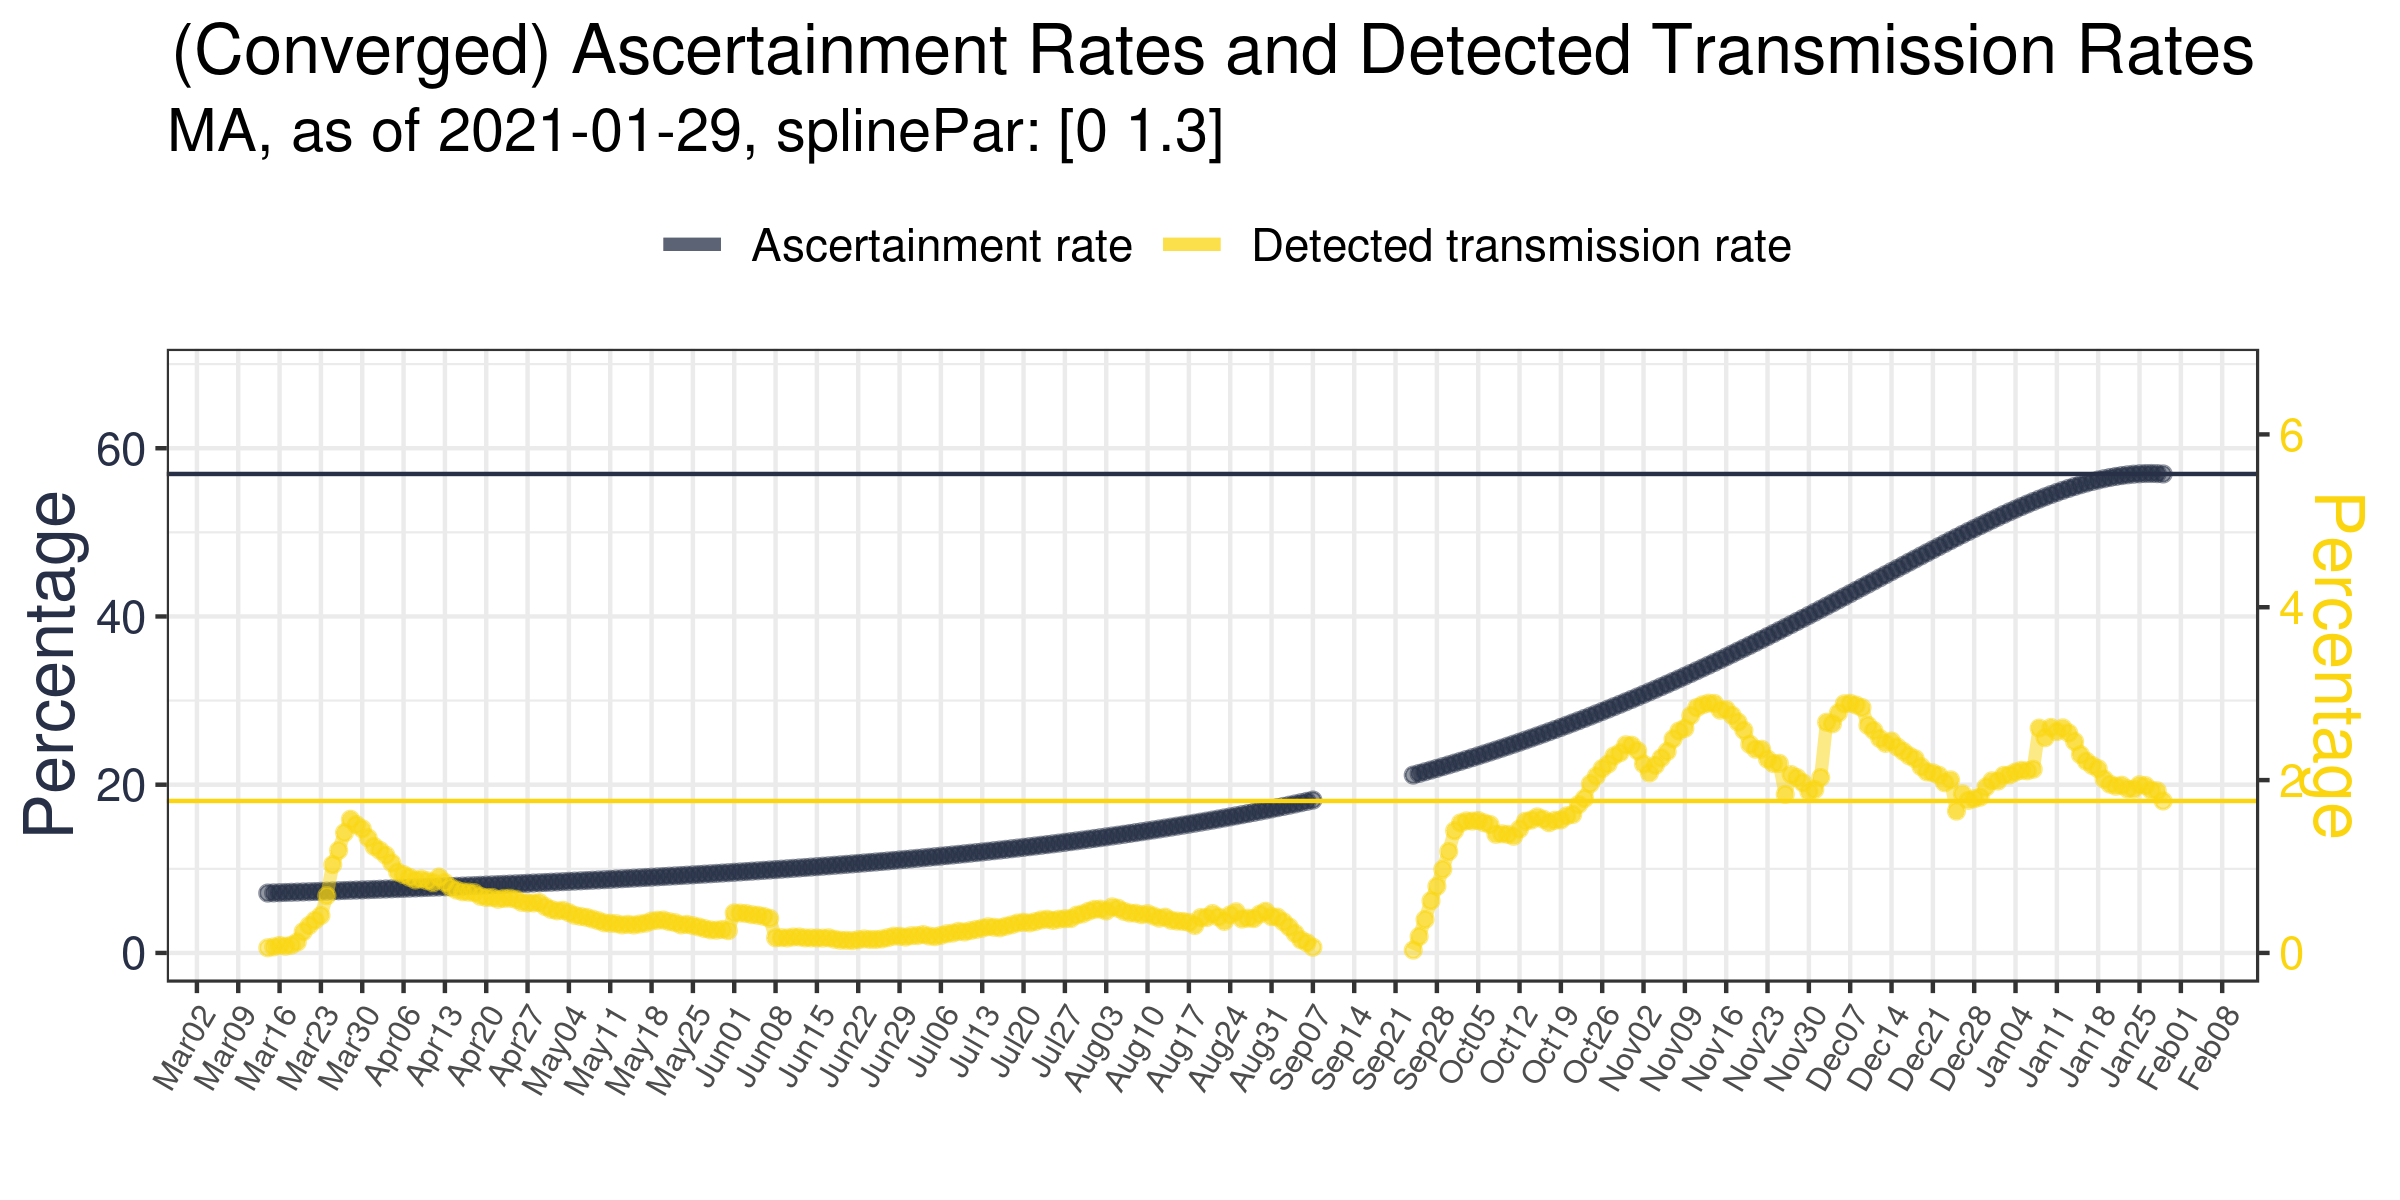 (Converged) Ascertainment Rates and Detected Transmission Rates
MA, as of 2021-01-29, splinePar: [0 1.3]
Ascertainment rate
Detected transmission rate
Percentage
60
40
20
0
6
4
2
0
Percentage
Mar02
Mar09
Mar16
Mar23
Mar30
Apr06
Apr13
Apr20
Apr27
May04
May11
May18
May25
Jun01
Jun08
Jun15
Jun22
Jun29
Jul06
Jul13
Jul20
Jul27
Aug03
Aug10
Aug17
Aug24
Aug31
Sep07
Sep14
Sep21
Sep28
Oct05
Oct12
Oct19
Oct26
Nov02
Nov09
Nov16
Nov23
Nov30
Dec07
Dec14
Dec21
Dec28
Jan04
Jan11
Jan18
Jan25
Feb01
Feb08